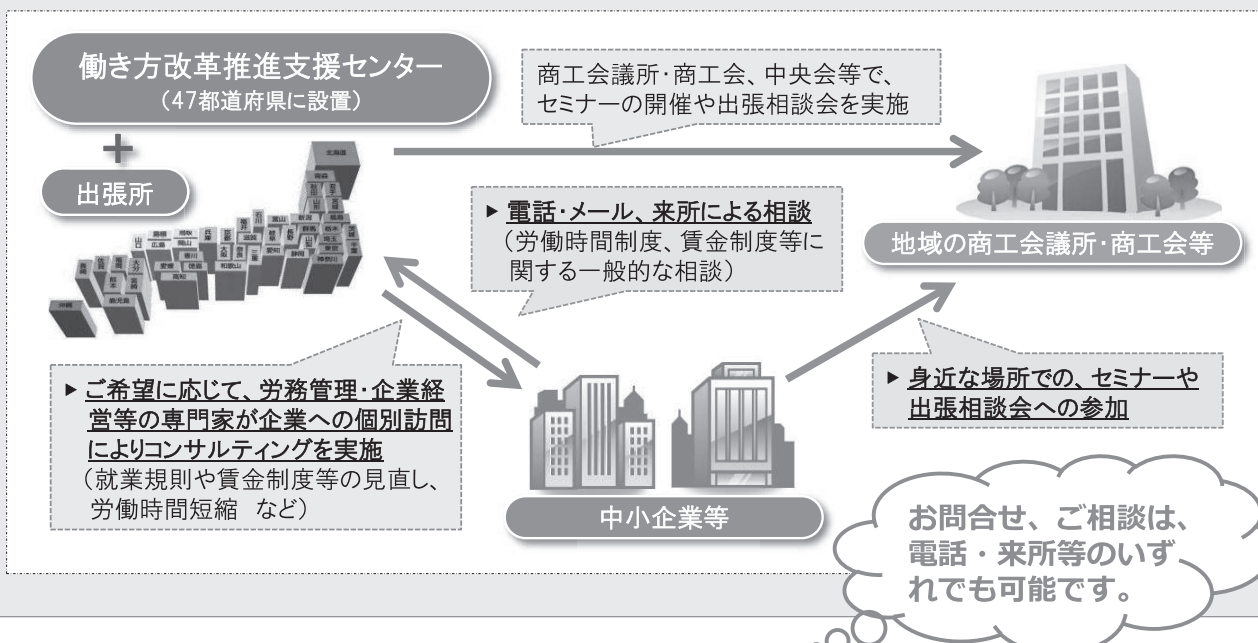 働き方改革推進支援センター
(47都道府県に設置)
+
出張所
商工会議所・商工会、中央会等で、
セミナーの開催や出張相談会を実施
北海道
青森
沖縄
鹿児島
▶ 電話・メール、来所による相談
(労働時間制度、賃金制度等に
関する一般的な相談)
地域の商工会議所・商工会等
▶ ご希望に応じて、労務管理・企業経
営等の専門家が企業への個別訪問
によりコンサルティングを実施
(就業規則や賃金制度等の見直し、
労働時間短縮 など)
▶ 身近な場所での、セミナーや
出張相談会への参加
中小企業等
お問合せ、ご相談は、
電話・来所等のいず
れでも可能です。